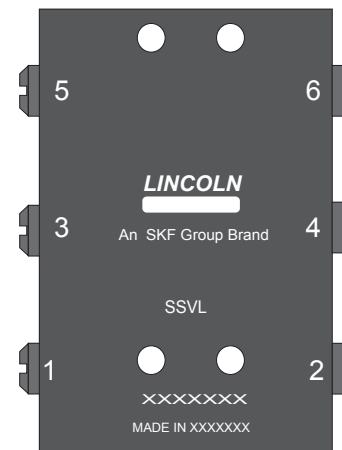 5 6
LINCOLN
3 An SKF Group Brand 4
SSVL
1 2
XXXXXXX
MADE IN XXXXXXX